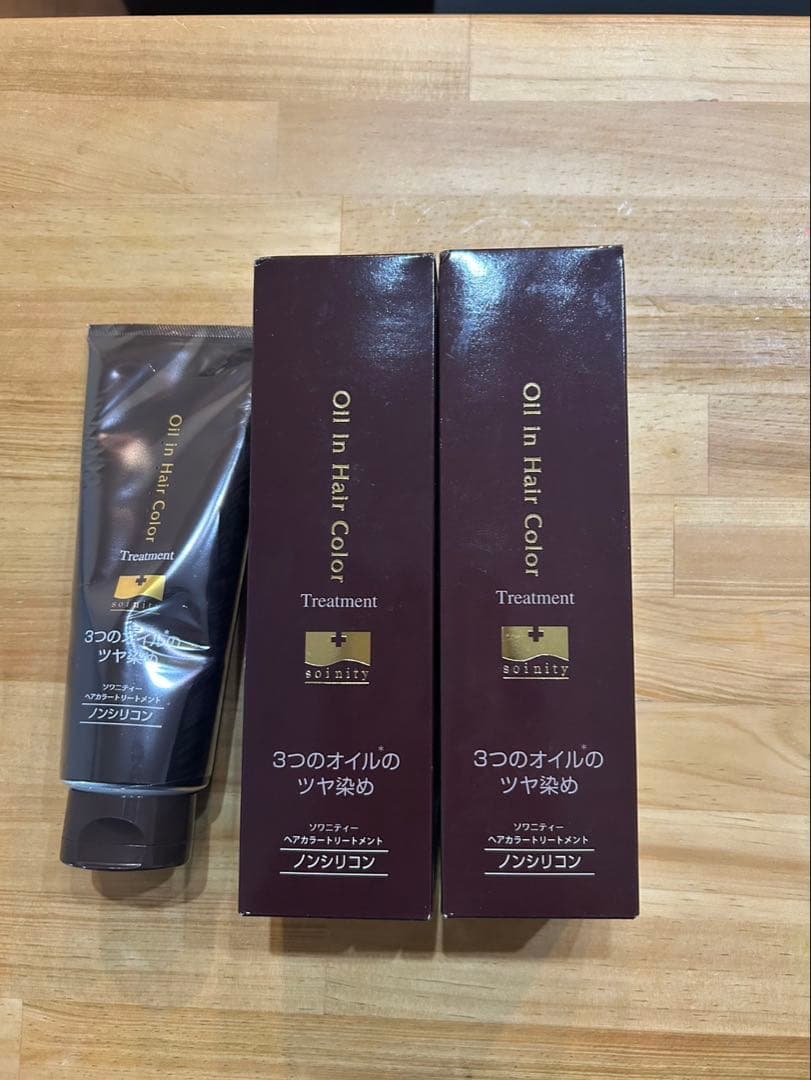 Oil in Hair Color
Treatment
soinity
3つのオイル*の
ツヤ染め
ソワニティー
ヘアカラートリートメント
ノンシリコン
Oil In Hair Color
Treatment
soinity
3つのオイル*の
ツヤ染め
ソワニティー
ヘアカラートリートメント
ノンシリコン
Oil in Hair Color
Treatment
soinity
3つのオイル*の
ツヤ染め
ソワニティー
ヘアカラートリートメント
ノンシリコン